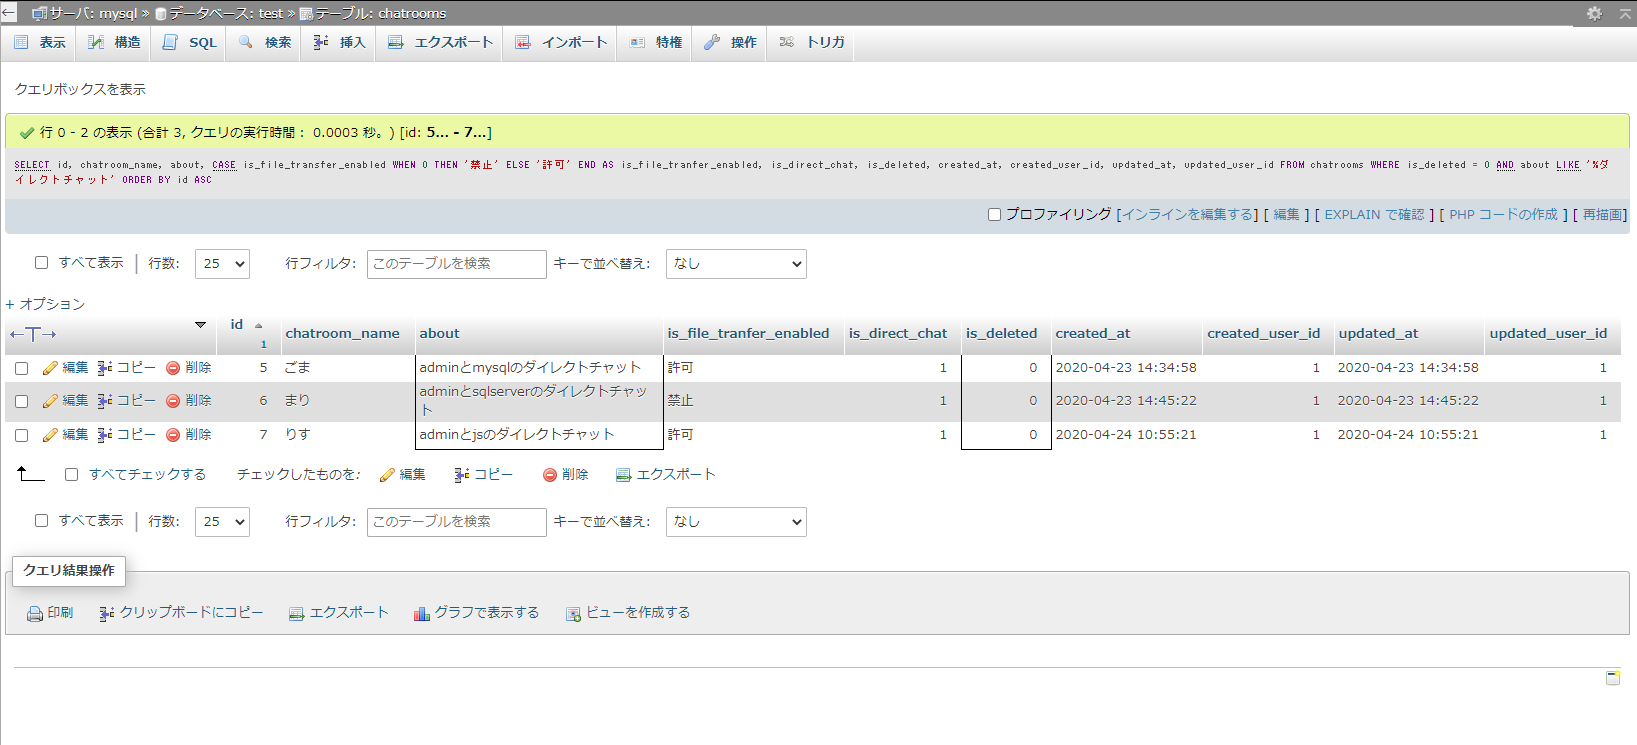 サーバ: mysql » データベース: test » テーブル: chatrooms
表示 構造 SQL 検索 挿入 エクスポート インポート 特権 操作 トリガ
クエリボックスを表示
行 0 - 2 の表示 (合計 3, クエリの実行時間： 0.0003 秒。) [id: 5... - 7...]
SELECT id, chatroom_name, about, CASE is_file_transfer_enabled WHEN 0 THEN '禁止' ELSE '許可' END AS is_file_tranfer_enabled, is_direct_chat, is_deleted, created_at, created_user_id, updated_at, updated_user_id FROM chatrooms WHERE is_deleted = 0 AND about LIKE '%ダ
イレクトチャット' ORDER BY id ASC
プロファイリング [インラインを編集する] [ 編集 ] [ EXPLAIN で確認 ] [ PHP コードの作成 ] [ 再描画]
すべて表示 行数: 25 行フィルタ: このテーブルを検索 キーで並べ替え: なし
+ オプション
←T→ id 1 chatroom_name about is_file_tranfer_enabled is_direct_chat is_deleted created_at created_user_id updated_at updated_user_id
編集 コピー 削除 5 ごま adminとmysqlのダイレクトチャット 許可 1 0 2020-04-23 14:34:58 1 2020-04-23 14:34:58 1
編集 コピー 削除 6 まり adminとsqlserverのダイレクトチャッ
ト 禁止 1 0 2020-04-23 14:45:22 1 2020-04-23 14:45:22 1
編集 コピー 削除 7 りす adminとjsのダイレクトチャット 許可 1 0 2020-04-24 10:55:21 1 2020-04-24 10:55:21 1
すべてチェックする チェックしたものを: 編集 コピー 削除 エクスポート
すべて表示 行数: 25 行フィルタ: このテーブルを検索 キーで並べ替え: なし
クエリ結果操作
印刷 クリップボードにコピー エクスポート グラフで表示する ビューを作成する